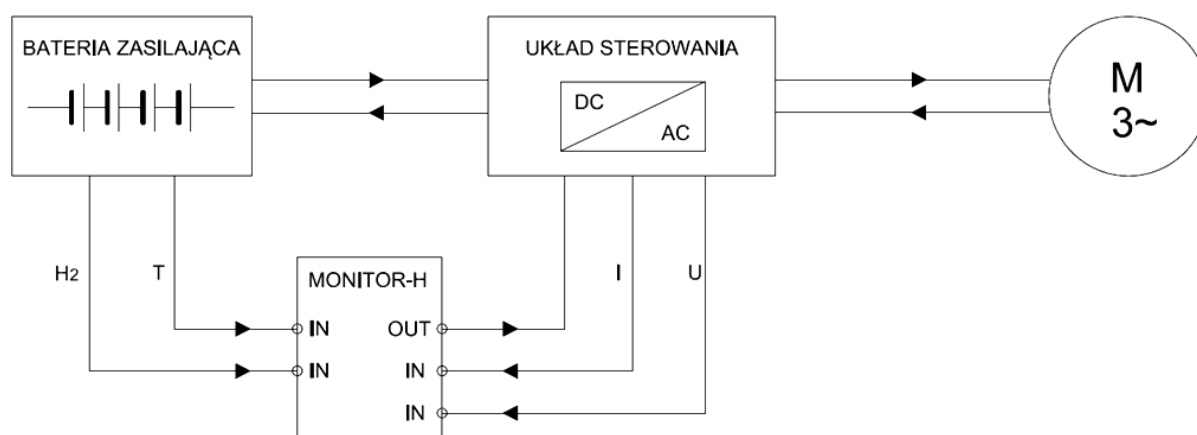 BATERIA ZASILAJĄCA
UKŁAD STEROWANIA
DC
AC
M
3~
H2
T
I
U
MONITOR-H
IN
OUT
IN
IN
IN